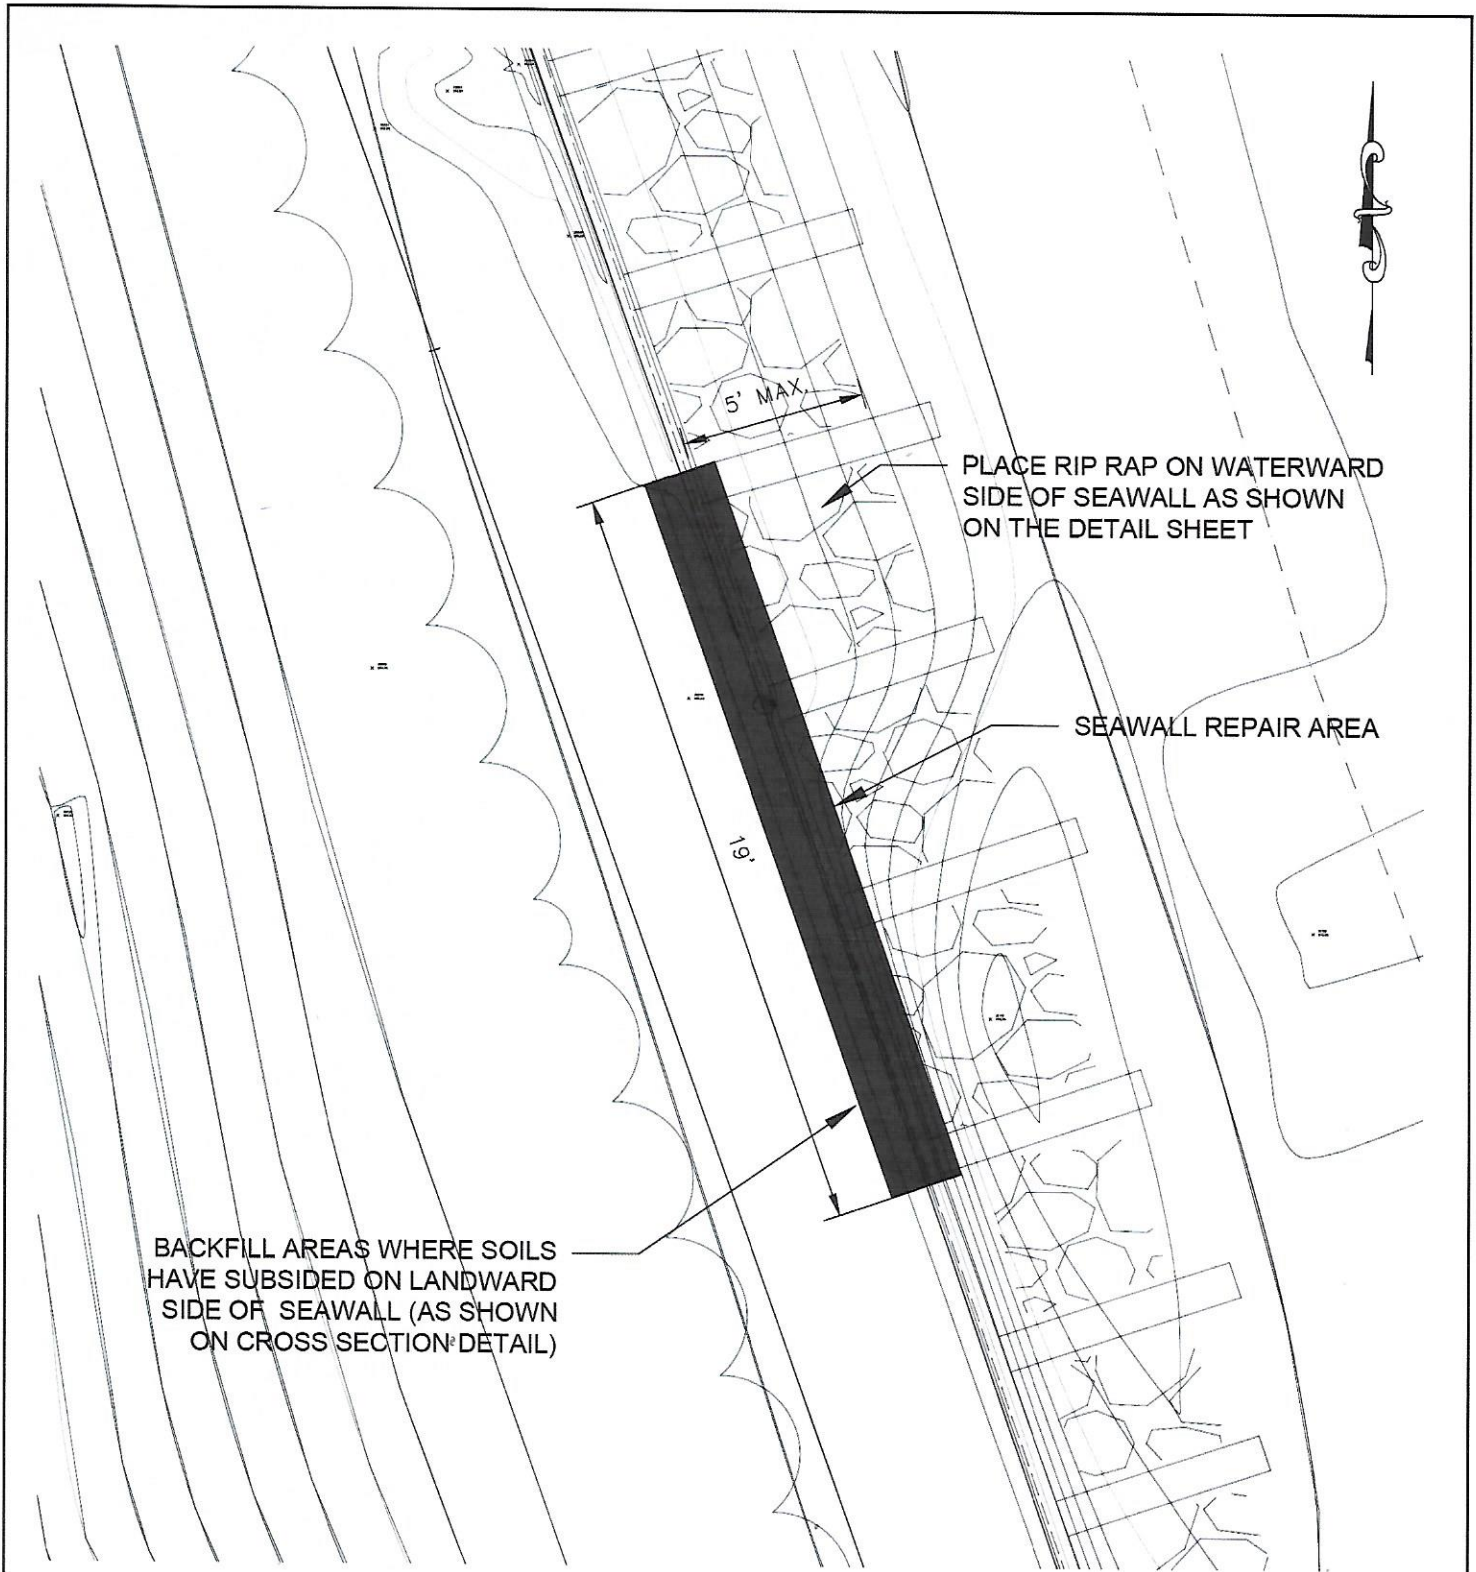 5' MAX.
PLACE RIP RAP ON WATERWARD
SIDE OF SEAWALL AS SHOWN
ON THE DETAIL SHEET
SEAWALL REPAIR AREA
19'
BACKFILL AREAS WHERE SOILS
HAVE SUBSIDED ON LANDWARD
SIDE OF SEAWALL (AS SHOWN
ON CROSS SECTION DETAIL)